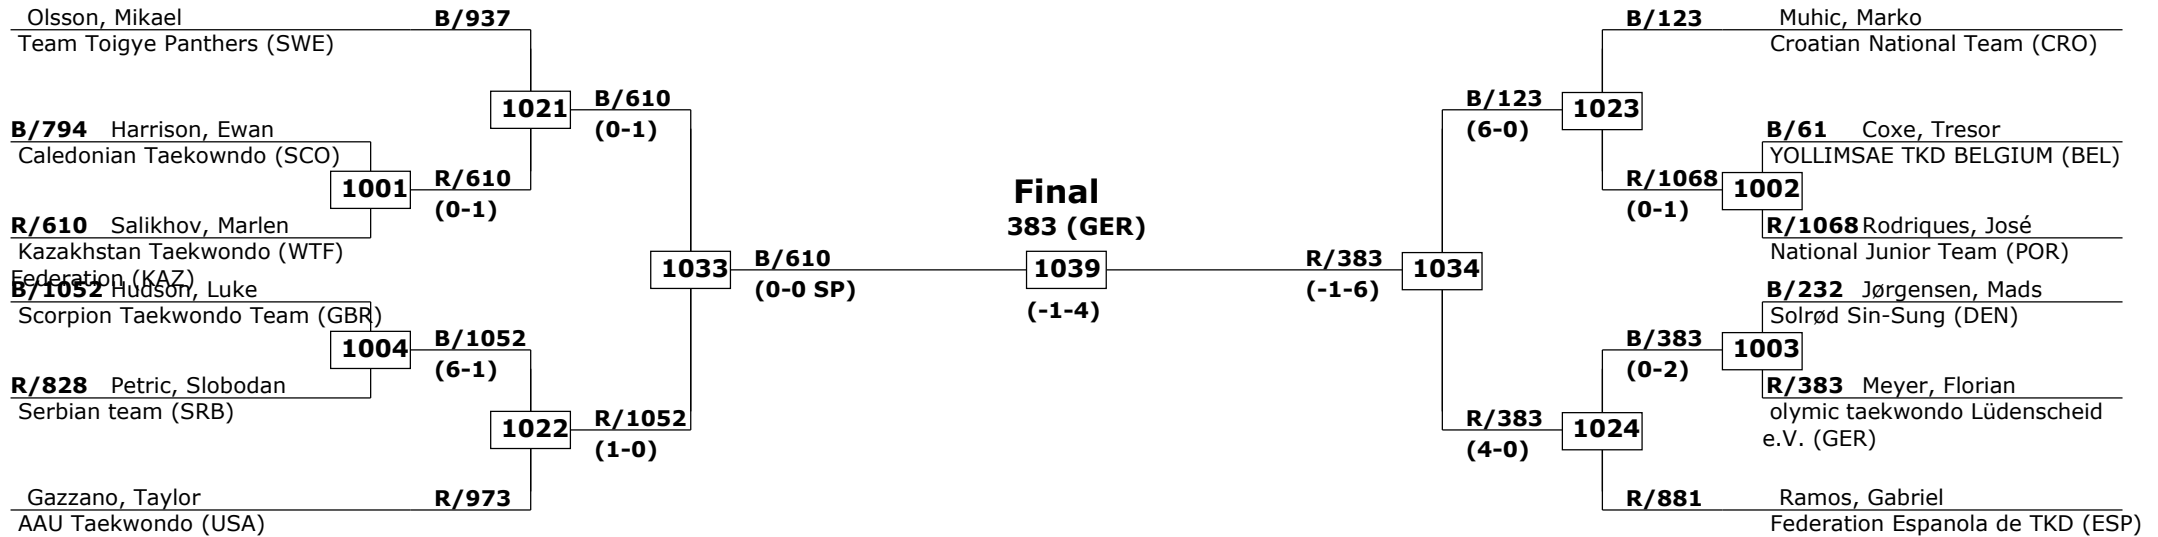 Olsson, Mikael
B/937
Team Toigye Panthers (SWE)
B/794 Harrison, Ewan
Caledonian Taekowndo (SCO)
1001
R/610 Salikhov, Marlen
Kazakhstan Taekwondo (WTF)
Federation (KAZ)
B/1052 Hudson, Luke
Scorpion Taekwondo Team (GBR)
1004
R/828 Petric, Slobodan
Serbian team (SRB)
Gazzano, Taylor
R/973
AAU Taekwondo (USA)
1021
R/610
(0-1)
B/1052
(6-1)
1022
B/610
(0-1)
1033
R/1052
(1-0)
B/610
(0-0 SP)
Final
383 (GER)
1039
(-1-4)
R/383
(-1-6)
1034
B/123
(6-0)
R/383
(4-0)
1023
R/1068
(0-1)
B/383
(0-2)
1024
B/123
Muhic, Marko
Croatian National Team (CRO)
B/61 Coxe, Tresor
YOLLIMSAE TKD BELGIUM (BEL)
1002
R/1068 Rodriques, José
National Junior Team (POR)
B/232 Jørgensen, Mads
Solrød Sin-Sung (DEN)
1003
R/383 Meyer, Florian
olymic taekwondo Lüdenscheid
e.V. (GER)
R/881
Ramos, Gabriel
Federation Espanola de TKD (ESP)